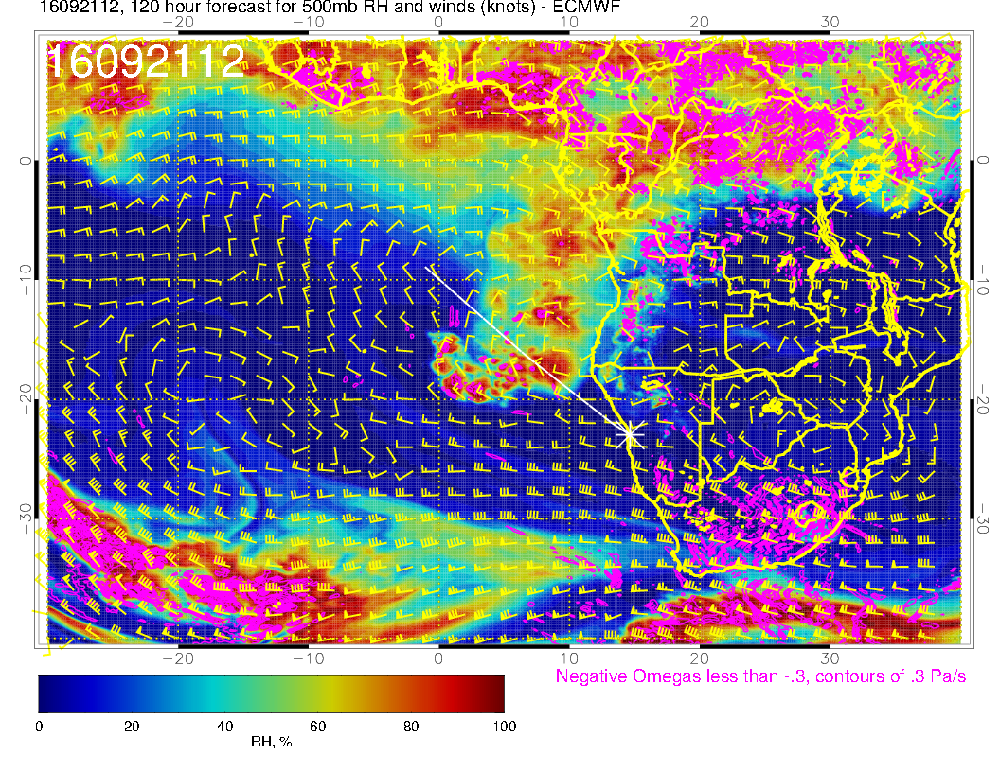 16092112, 120 hour forecast for 500mb RH and winds (knots) - ECMWF
−20 −10 0 10 20 30
16092112
0 0
−10 −10
−20 −20
−30 −30
−20 −10 0 10 20 30
Negative Omegas less than -.3, contours of .3 Pa/s
0 20 40 60 80 100
RH, %